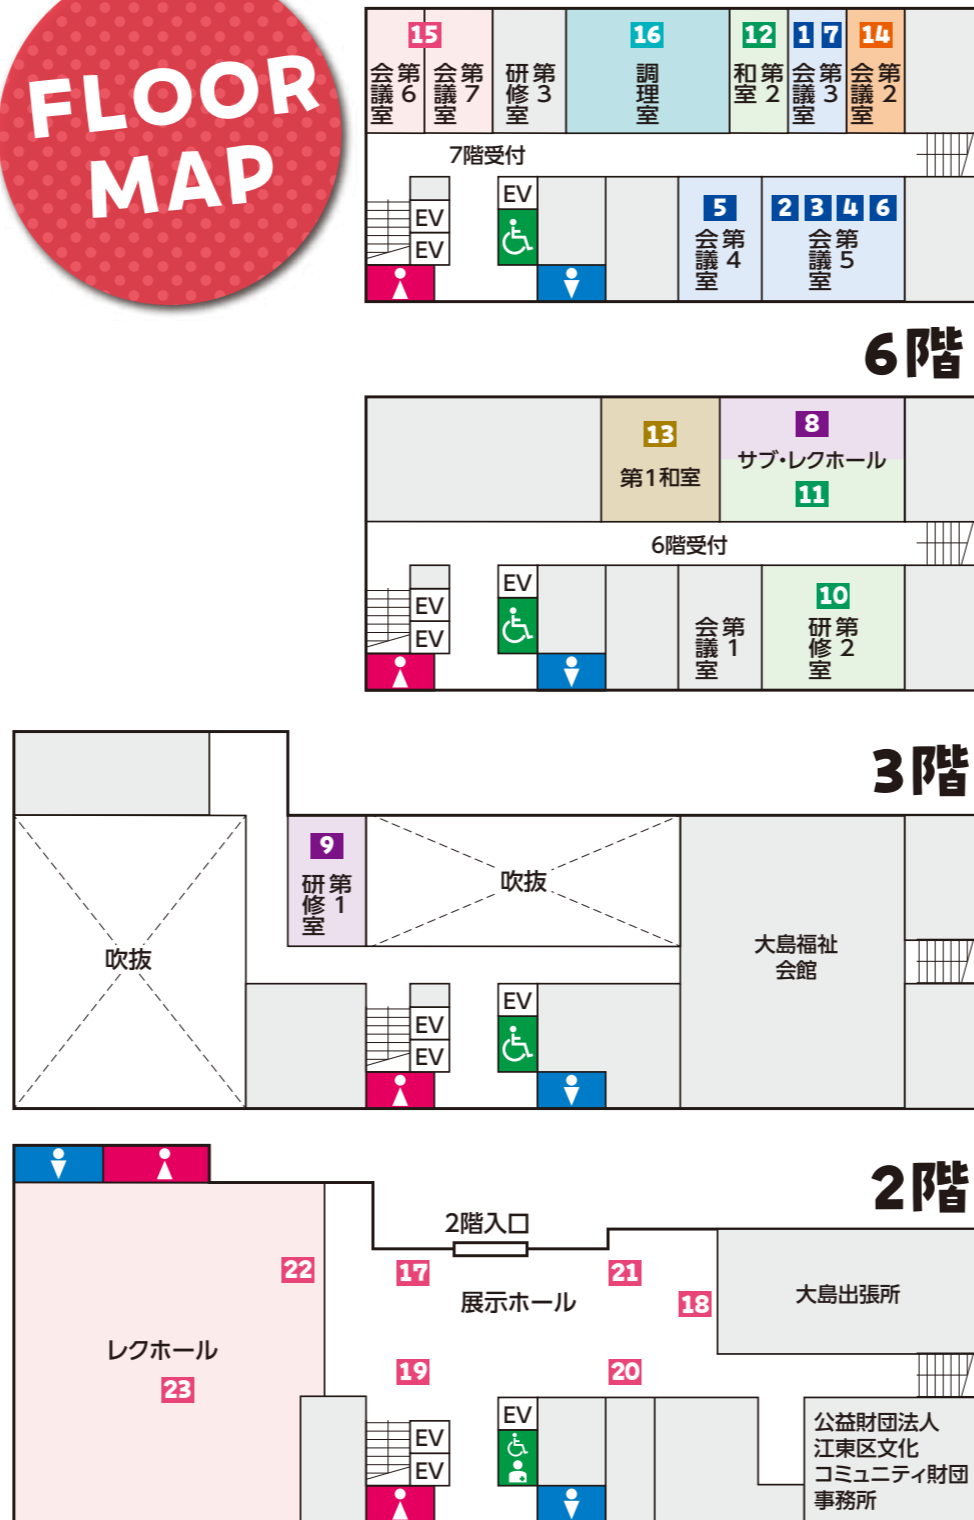 FLOOR
MAP
15
第6会議室
第7会議室
第3研修室
16
調理室
12
第2和室
1 7
第3会議室
14
第2会議室
7階受付
EV
EV
EV
5
第4会議室
2 3 4 6
第5会議室
6階
13
第1和室
8
サブ・レクホール
11
6階受付
EV
EV
EV
第1会議室
10
第2研修室
3階
吹抜
9
第1研修室
吹抜
大島福祉
会館
EV
EV
EV
2階
2階入口
22
17
21
18
展示ホール
大島出張所
レクホール
23
19
20
EV
EV
EV
公益財団法人
江東区文化
コミュニティ財団
事務所